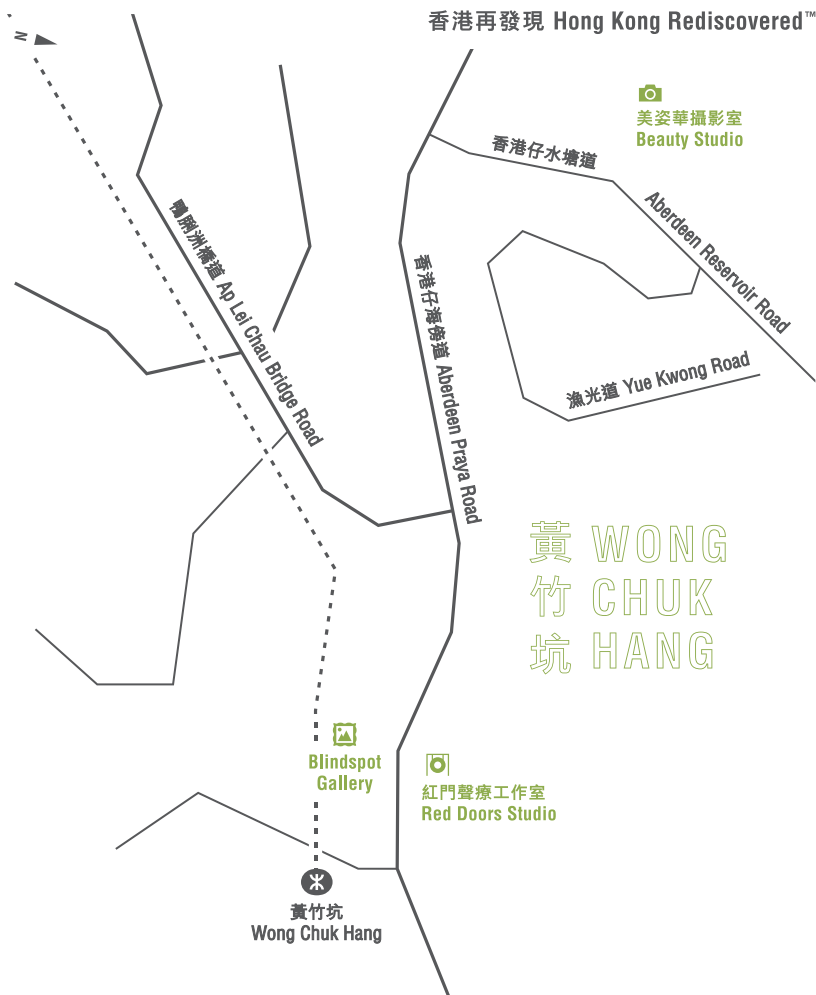 香港再發現 Hong Kong Rediscovered™
N
美姿華攝影室
Beauty Studio
香港仔水塘道
Aberdeen Reservoir Road
鴨脷洲橋道 Ap Lei Chau Bridge Road
香港仔海傍道 Aberdeen Praya Road
漁光道 Yue Kwong Road
黃 WONG
竹 CHUK
坑 HANG
Blindspot
Gallery
紅門聲療工作室
Red Doors Studio
黃竹坑
Wong Chuk Hang